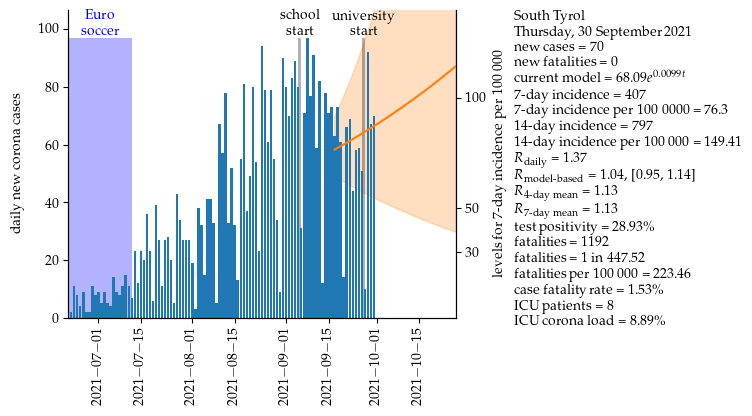 Euro
soccer
school
start
university
start
daily new corona cases
0
20
40
60
80
100
2021−07−01
2021−07−15
2021−08−01
2021−08−15
2021−09−01
2021−09−15
2021−10−01
2021−10−15
30
50
100
levels for 7-day incidence per 100 000
South Tyrol
Thursday, 30 September 2021
new cases = 70
new fatalities = 0
current model = 68.09e^0.0099t
7-day incidence = 407
7-day incidence per 100 0000 = 76.3
14-day incidence = 797
14-day incidence per 100 000 = 149.41
R_daily = 1.37
R_model-based = 1.04, [0.95, 1.14]
R_4-day mean = 1.13
R_7-day mean = 1.13
test positivity = 28.93%
fatalities = 1192
fatalities = 1 in 447.52
fatalities per 100 000 = 223.46
case fatality rate = 1.53%
ICU patients = 8
ICU corona load = 8.89%